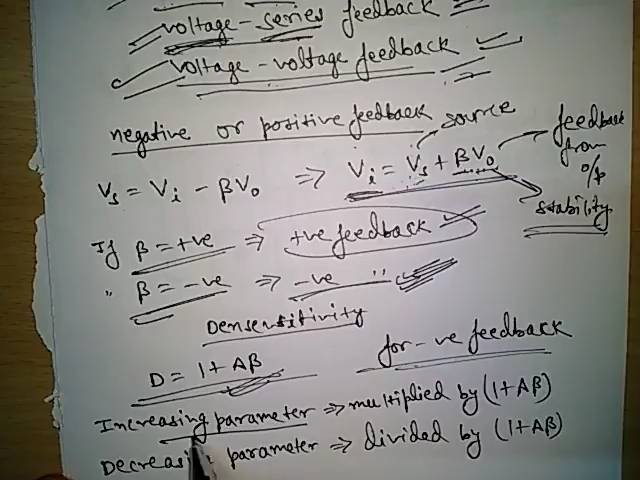 voltage - series feedback
voltage - voltage feedback
negative or positive feedback
source
feedback from o/p
Vs = Vi - βVo ⇒ Vi = Vs + βVo
stability
If β = +ve ⇒ +ve feedback
" β = -ve ⇒ -ve "
Densensitivity
D = 1 + Aβ
for -ve feedback
Increasing parameter ⇒ multiplied by (1+Aβ)
Decreasing parameter ⇒ divided by (1+Aβ)